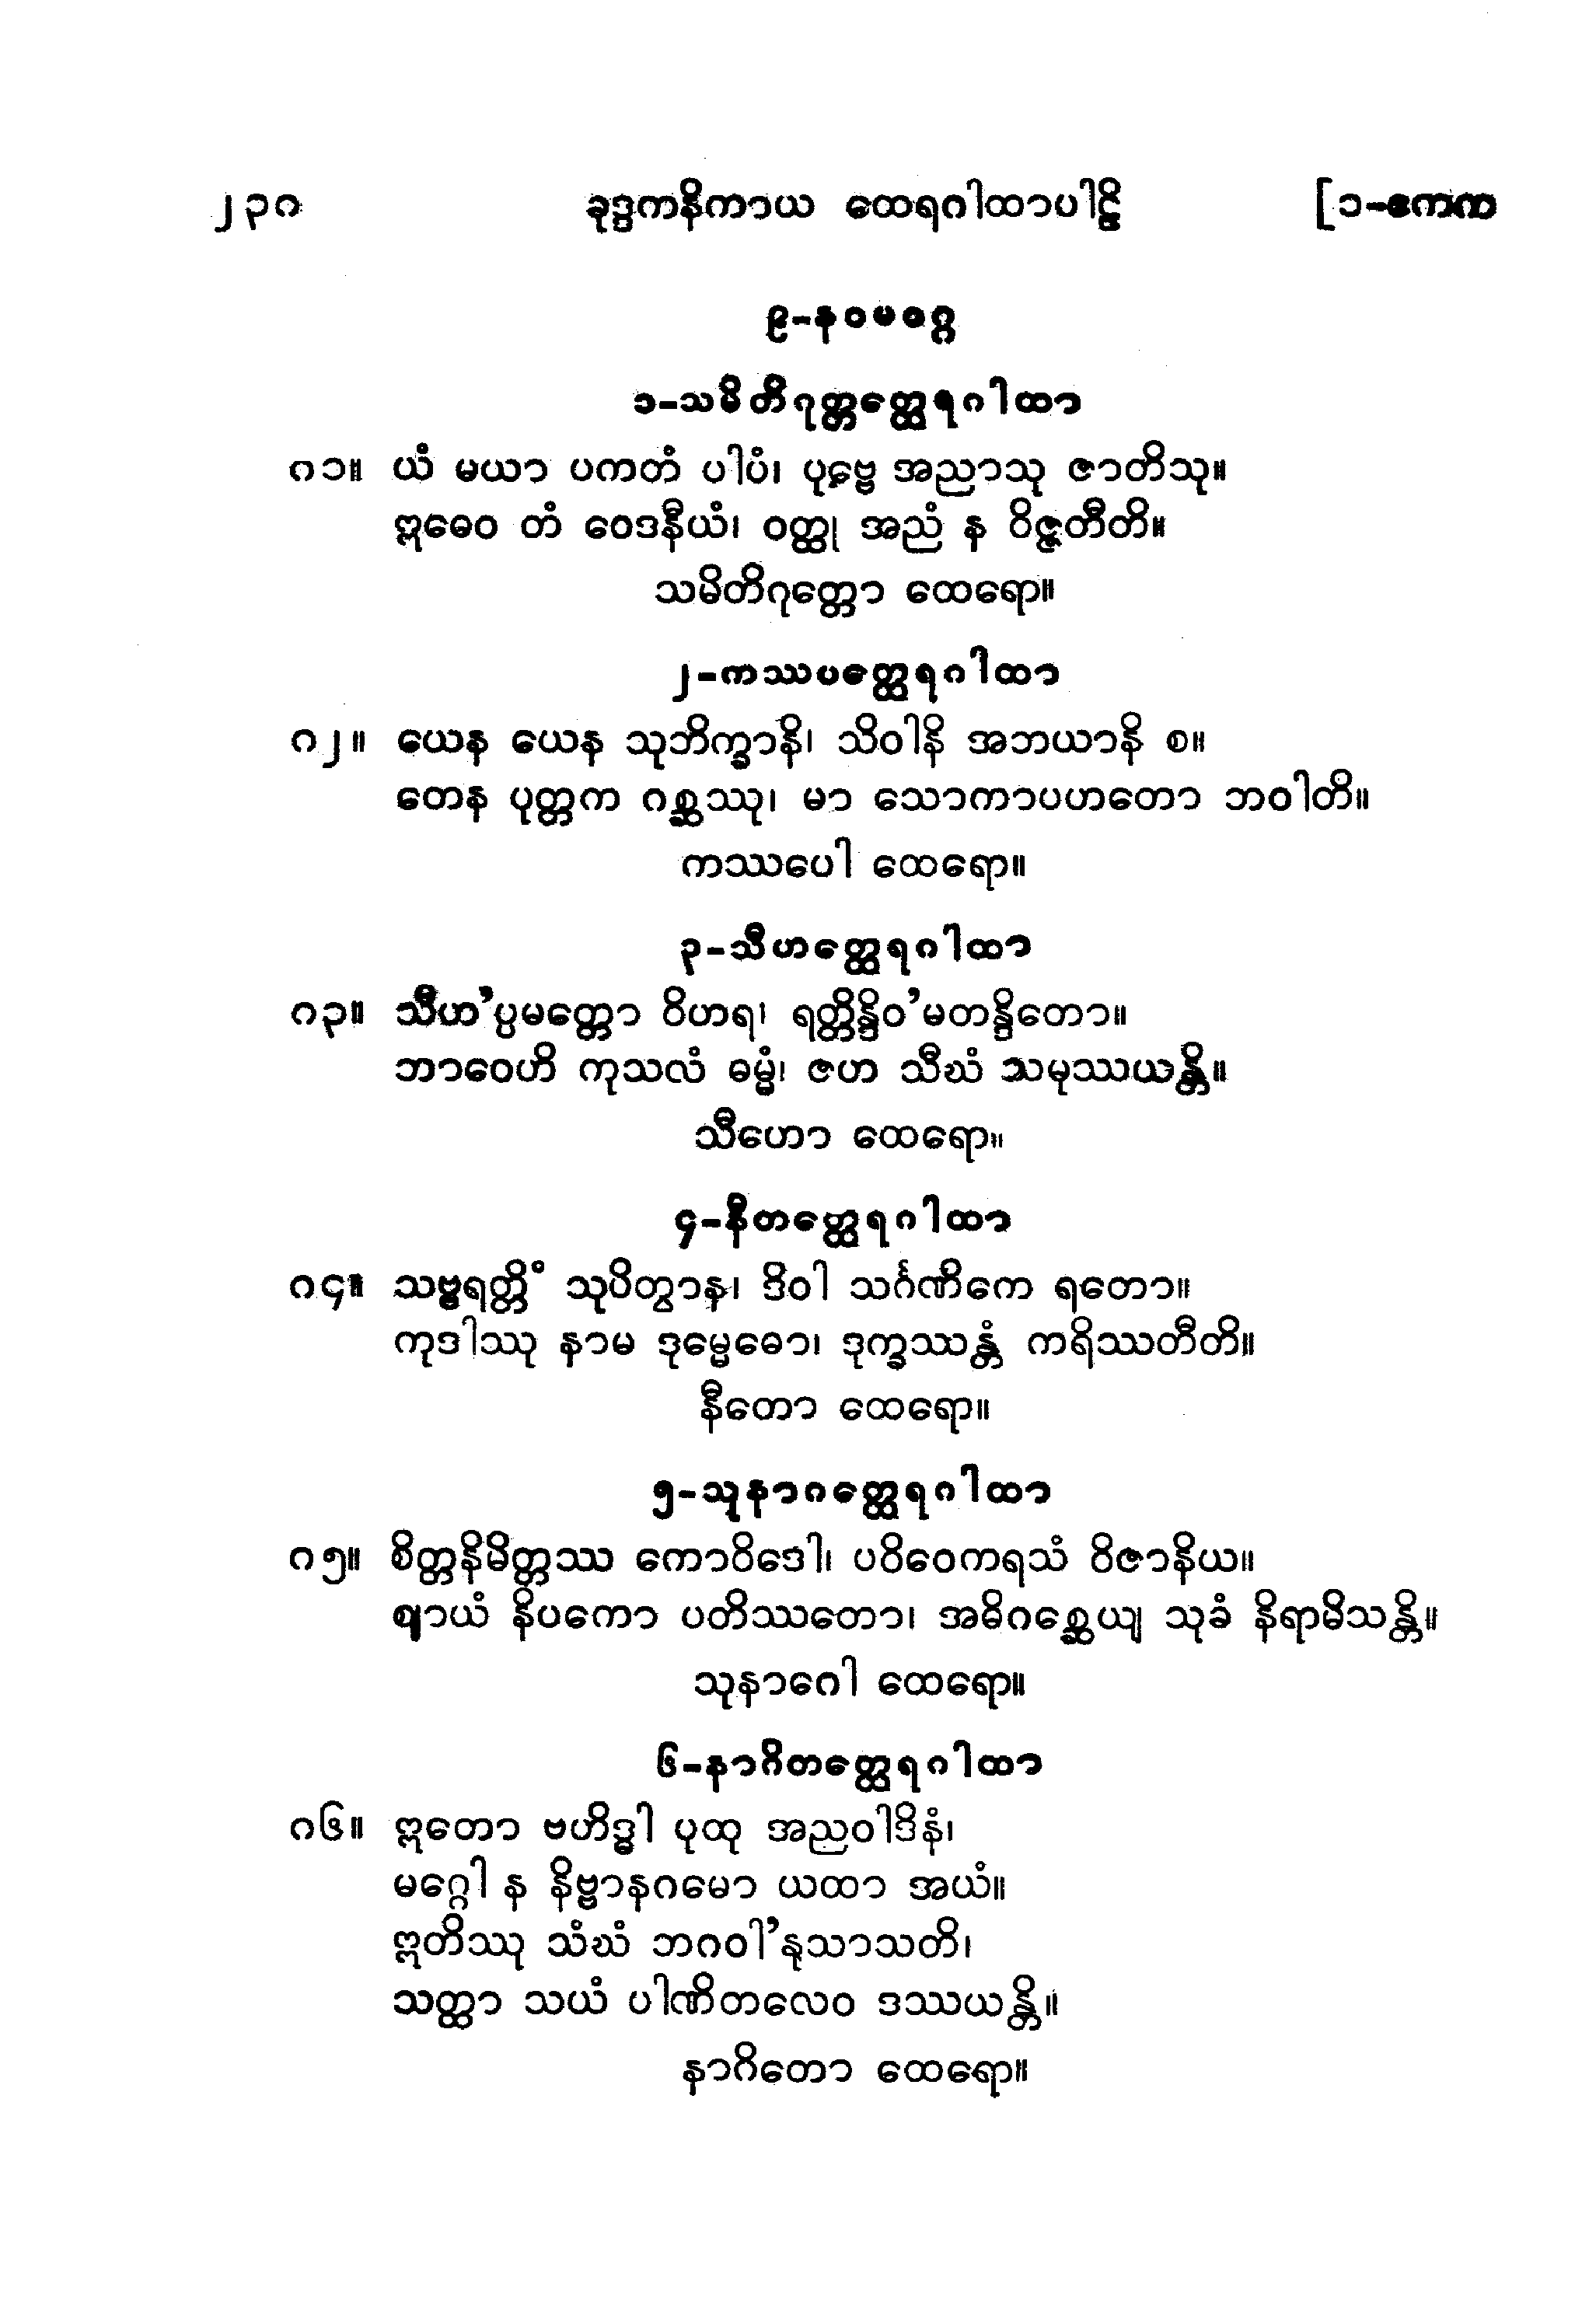 ၂၃၈ ခုဒ္ဒကနိကာယ ထေရဂါထာပါဠိ [၁-ဧကက
၉-နဝမဝဂ္ဂ
၁-သမိတိဂုတ္တတ္ထေရဂါထာ
၈၁။ ယံ မယာ ပကတံ ပါပံ၊ ပုဗ္ဗေ အညာသု ဇာတိသု။
ဣဓေဝ တံ ဝေဒနီယံ၊ ဝတ္ထု အညံ န ဝိဇ္ဇတီတိ။
သမိတိဂုတ္တော ထေရော။
၂-ကဿပတ္ထေရဂါထာ
၈၂။ ယေန ယေန သုဘိက္ခာနိ၊ သိဝါနိ အဘယာနိ စ။
တေန ပုတ္တက ဂစ္ဆဿု၊ မာ သောကာပဟတော ဘဝါတိ။
ကဿပေါ ထေရော။
၃-သီဟတ္ထေရဂါထာ
၈၃။ သီဟ’ပ္ပမတ္တော ဝိဟရ၊ ရတ္တိန္ဒိဝ’မတန္ဒိတော။
ဘာဝေဟိ ကုသလံ ဓမ္မံ၊ ဇဟ သီဃံ သမုဿယန္တိ။
သီဟော ထေရော။
၄-နီတတ္ထေရဂါထာ
၈၄။ သဗ္ဗရတ္တိံ သုပိတွာန၊ ဒိဝါ သင်္ဂဏိကေ ရတော။
ကုဒါဿု နာမ ဒုမ္မေဓော၊ ဒုက္ခဿန္တံ ကရိဿတီတိ။
နီတော ထေရော။
၅-သုနာဂတ္ထေရဂါထာ
၈၅။ စိတ္တနိမိတ္တဿ ကောဝိဒေါ၊ ပဝိဝေကရသံ ဝိဇာနိယ။
ဈာယံ နိပကော ပတိဿတော၊ အဓိဂစ္ဆေယျ သုခံ နိရာမိသန္တိ။
သုနာဂေါ ထေရော။
၆-နာဂိတတ္ထေရဂါထာ
၈၆။ ဣတော ဗဟိဒ္ဓါ ပုထု အညဝါဒိနံ၊
မဂ္ဂေါ န နိဗ္ဗာနဂမော ယထာ အယံ။
ဣတိဿု သံဃံ ဘဂဝါ’နုသာသတိ၊
သတ္ထာ သယံ ပါဏိတလေဝ ဒဿယန္တိ။
နာဂိတော ထေရော။